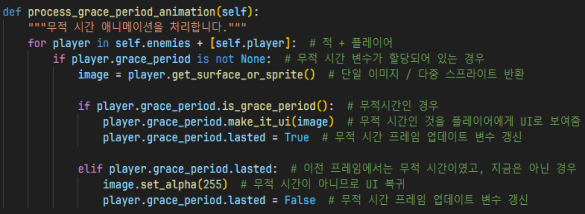 def process_grace_period_animation(self):
    """무적 시간 애니메이션을 처리합니다."""
    for player in self.enemies + [self.player]:  # 적 + 플레이어
        if player.grace_period is not None:  # 무적 시간 변수가 할당되어 있는 경우
            image = player.get_surface_or_sprite()  # 단일 이미지 / 다중 스프라이트 반환

            if player.grace_period.is_grace_period():  # 무적시간인 경우
                player.grace_period.make_it_ui(image)  # 무적시간인 것을 플레이어에게 UI로 보여줌
                player.grace_period.lasted = True  # 무적 시간 프레임 업데이트 변수 갱신

            elif player.grace_period.lasted:  # 이전 프레임에서는 무적 시간이였고, 지금은 아닌 경우
                image.set_alpha(255)  # 무적 시간이 아니므로 UI 복귀
                player.grace_period.lasted = False  # 무적 시간 프레임 업데이트 변수 갱신